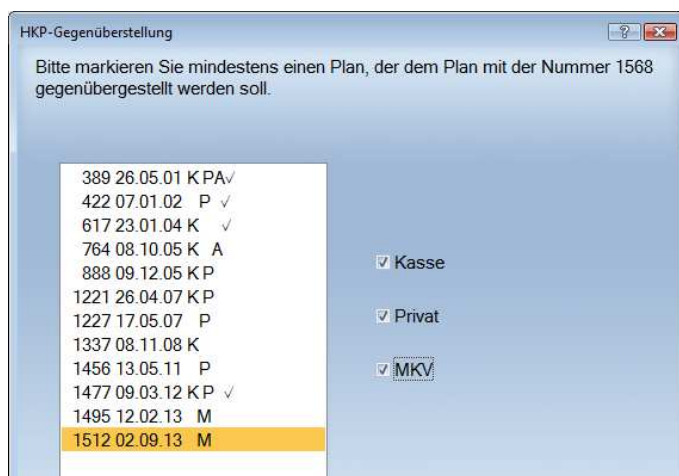 HKP-Gegenüberstellung
Bitte markieren Sie mindestens einen Plan, der dem Plan mit der Nummer 1568
gegenübergestellt werden soll.
389 26.05.01 K PA√
422 07.01.02 P √
617 23.01.04 K √
764 08.10.05 K A
888 09.12.05 K P
1221 26.04.07 K P
1227 17.05.07 P
1337 08.11.08 K
1456 13.05.11 P
1477 09.03.12 K P √
1495 12.02.13 M
1512 02.09.13 M
Kasse
Privat
MKV